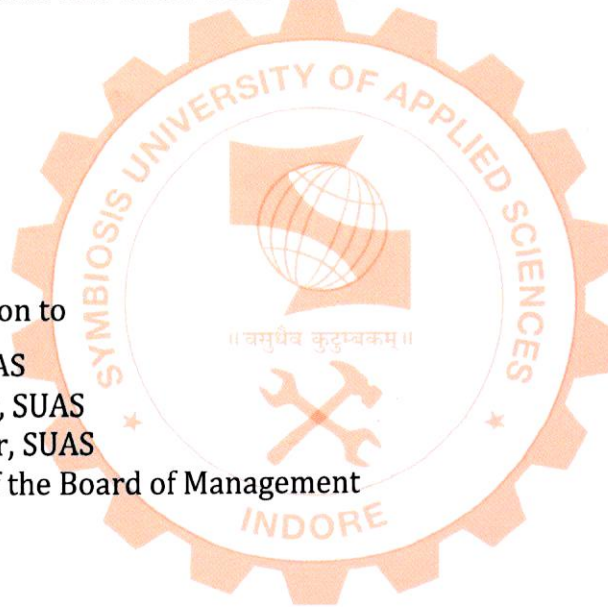 SYMBIOSIS UNIVERSITY OF APPLIED SCIENCES
on to
॥ वसुधैव कुटुम्बकम् ॥
AS
, SUAS
r, SUAS
f the Board of Management
INDORE